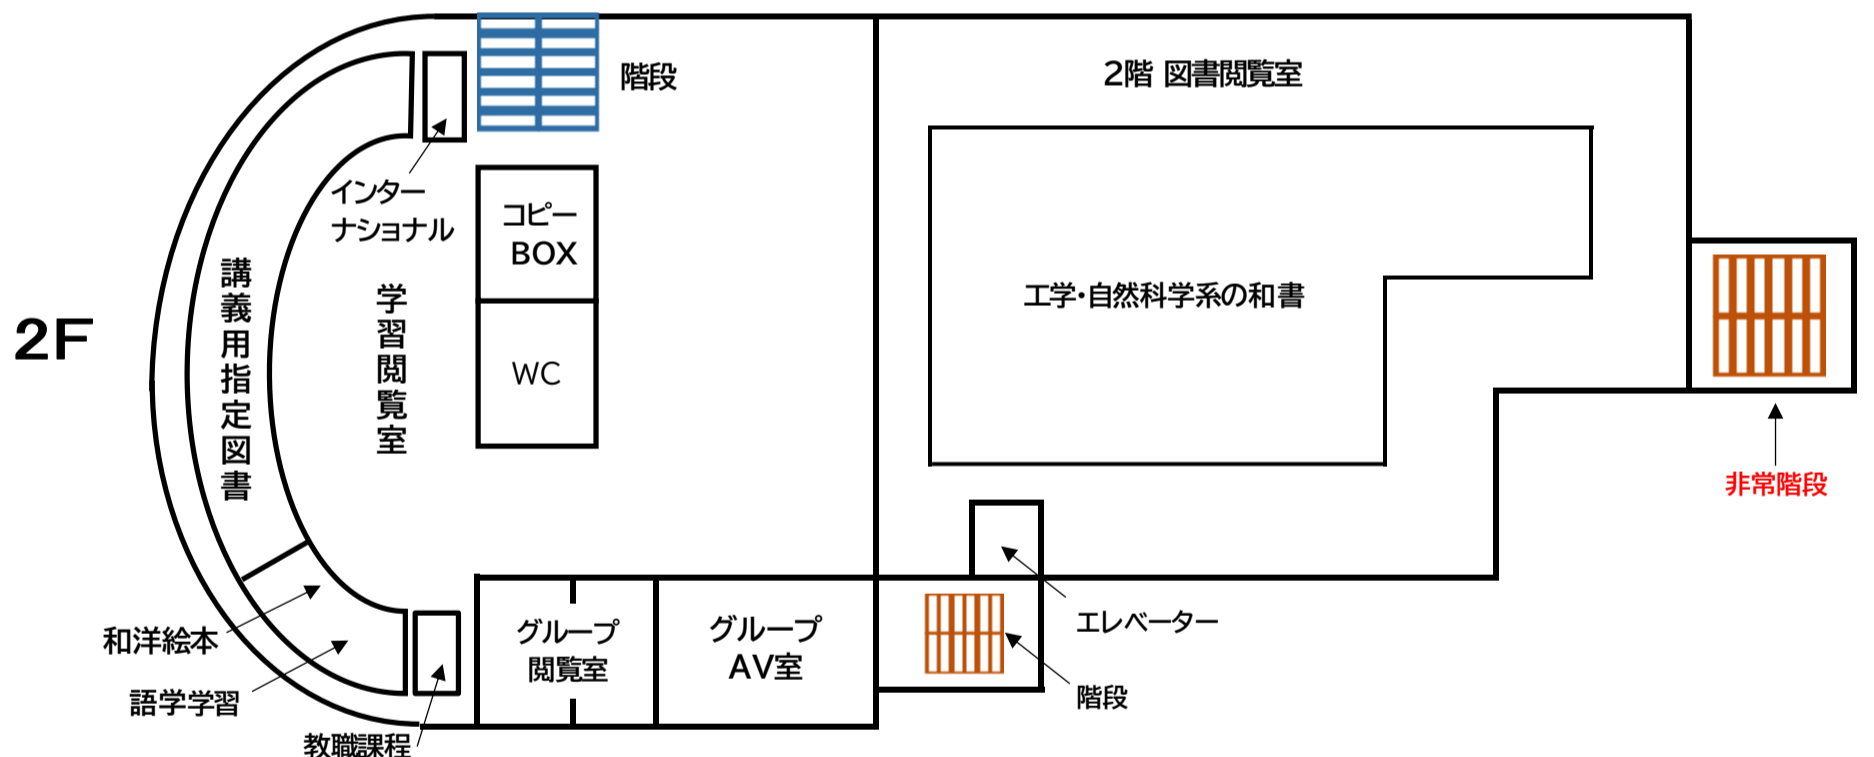 2F
階段
2階 図書閲覧室
インター
ナショナル
コピー
BOX
講義用指定図書
学習閲覧室
工学・自然科学系の和書
WC
非常階段
和洋絵本
語学学習
教職課程
グループ
閲覧室
グループ
AV室
エレベーター
階段